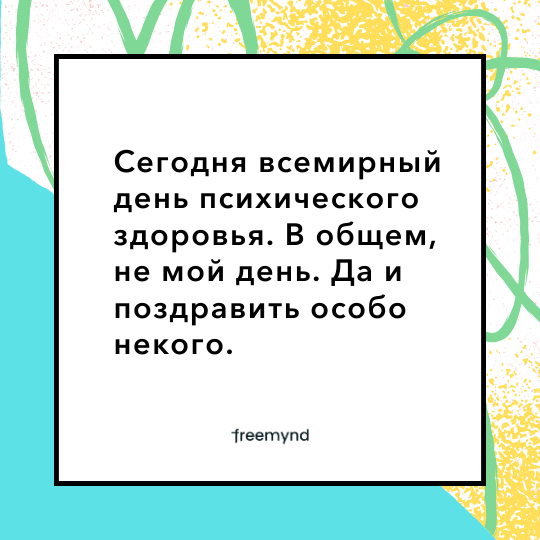 Сегодня всемирный
день психического
здоровья. В общем,
не мой день. Да и
поздравить особо
некого.
freemynd